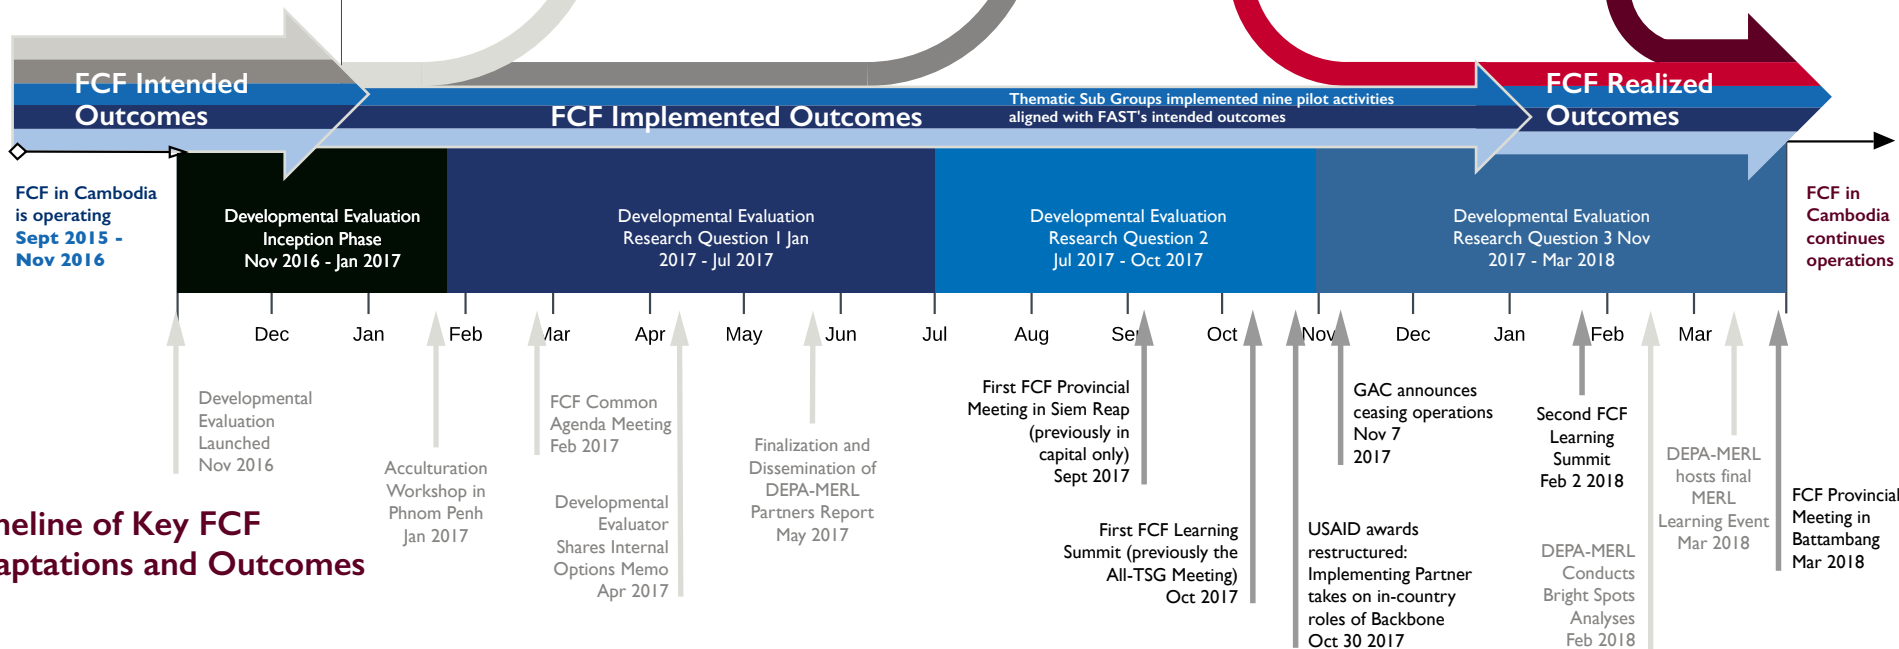 FCF Intended
Outcomes
FCF Implemented Outcomes
Thematic Sub Groups implemented nine pilot activities
aligned with FAST's intended outcomes
FCF Realized
Outcomes
FCF in Cambodia
is operating
Sept 2015 -
Nov 2016
Developmental Evaluation
Inception Phase
Nov 2016 - Jan 2017
Developmental Evaluation
Research Question 1 Jan
2017 - Jul 2017
Developmental Evaluation
Research Question 2
Jul 2017 - Oct 2017
Developmental Evaluation
Research Question 3 Nov
2017 - Mar 2018
FCF in
Cambodia
continues
operations
Dec Jan Feb Mar Apr May Jun Jul Aug Sep Oct Nov Dec Jan Feb Mar
Developmental
Evaluation
Launched
Nov 2016
Acculturation
Workshop in
Phnom Penh
Jan 2017
FCF Common
Agenda Meeting
Feb 2017
Developmental
Evaluator
Shares Internal
Options Memo
Apr 2017
Finalization and
Dissemination of
DEPA-MERL
Partners Report
May 2017
First FCF Provincial
Meeting in Siem Reap
(previously in
capital only)
Sept 2017
First FCF Learning
Summit (previously the
All-TSG Meeting)
Oct 2017
USAID awards
restructured:
Implementing Partner
takes on in-country
roles of Backbone
Oct 30 2017
GAC announces
ceasing operations
Nov 7
2017
Second FCF
Learning
Summit
Feb 2 2018
DEPA-MERL
Conducts
Bright Spots
Analyses
Feb 2018
DEPA-MERL
hosts final
MERL
Learning Event
Mar 2018
FCF Provincial
Meeting in
Battambang
Mar 2018
neline of Key FCF
aptations and Outcomes